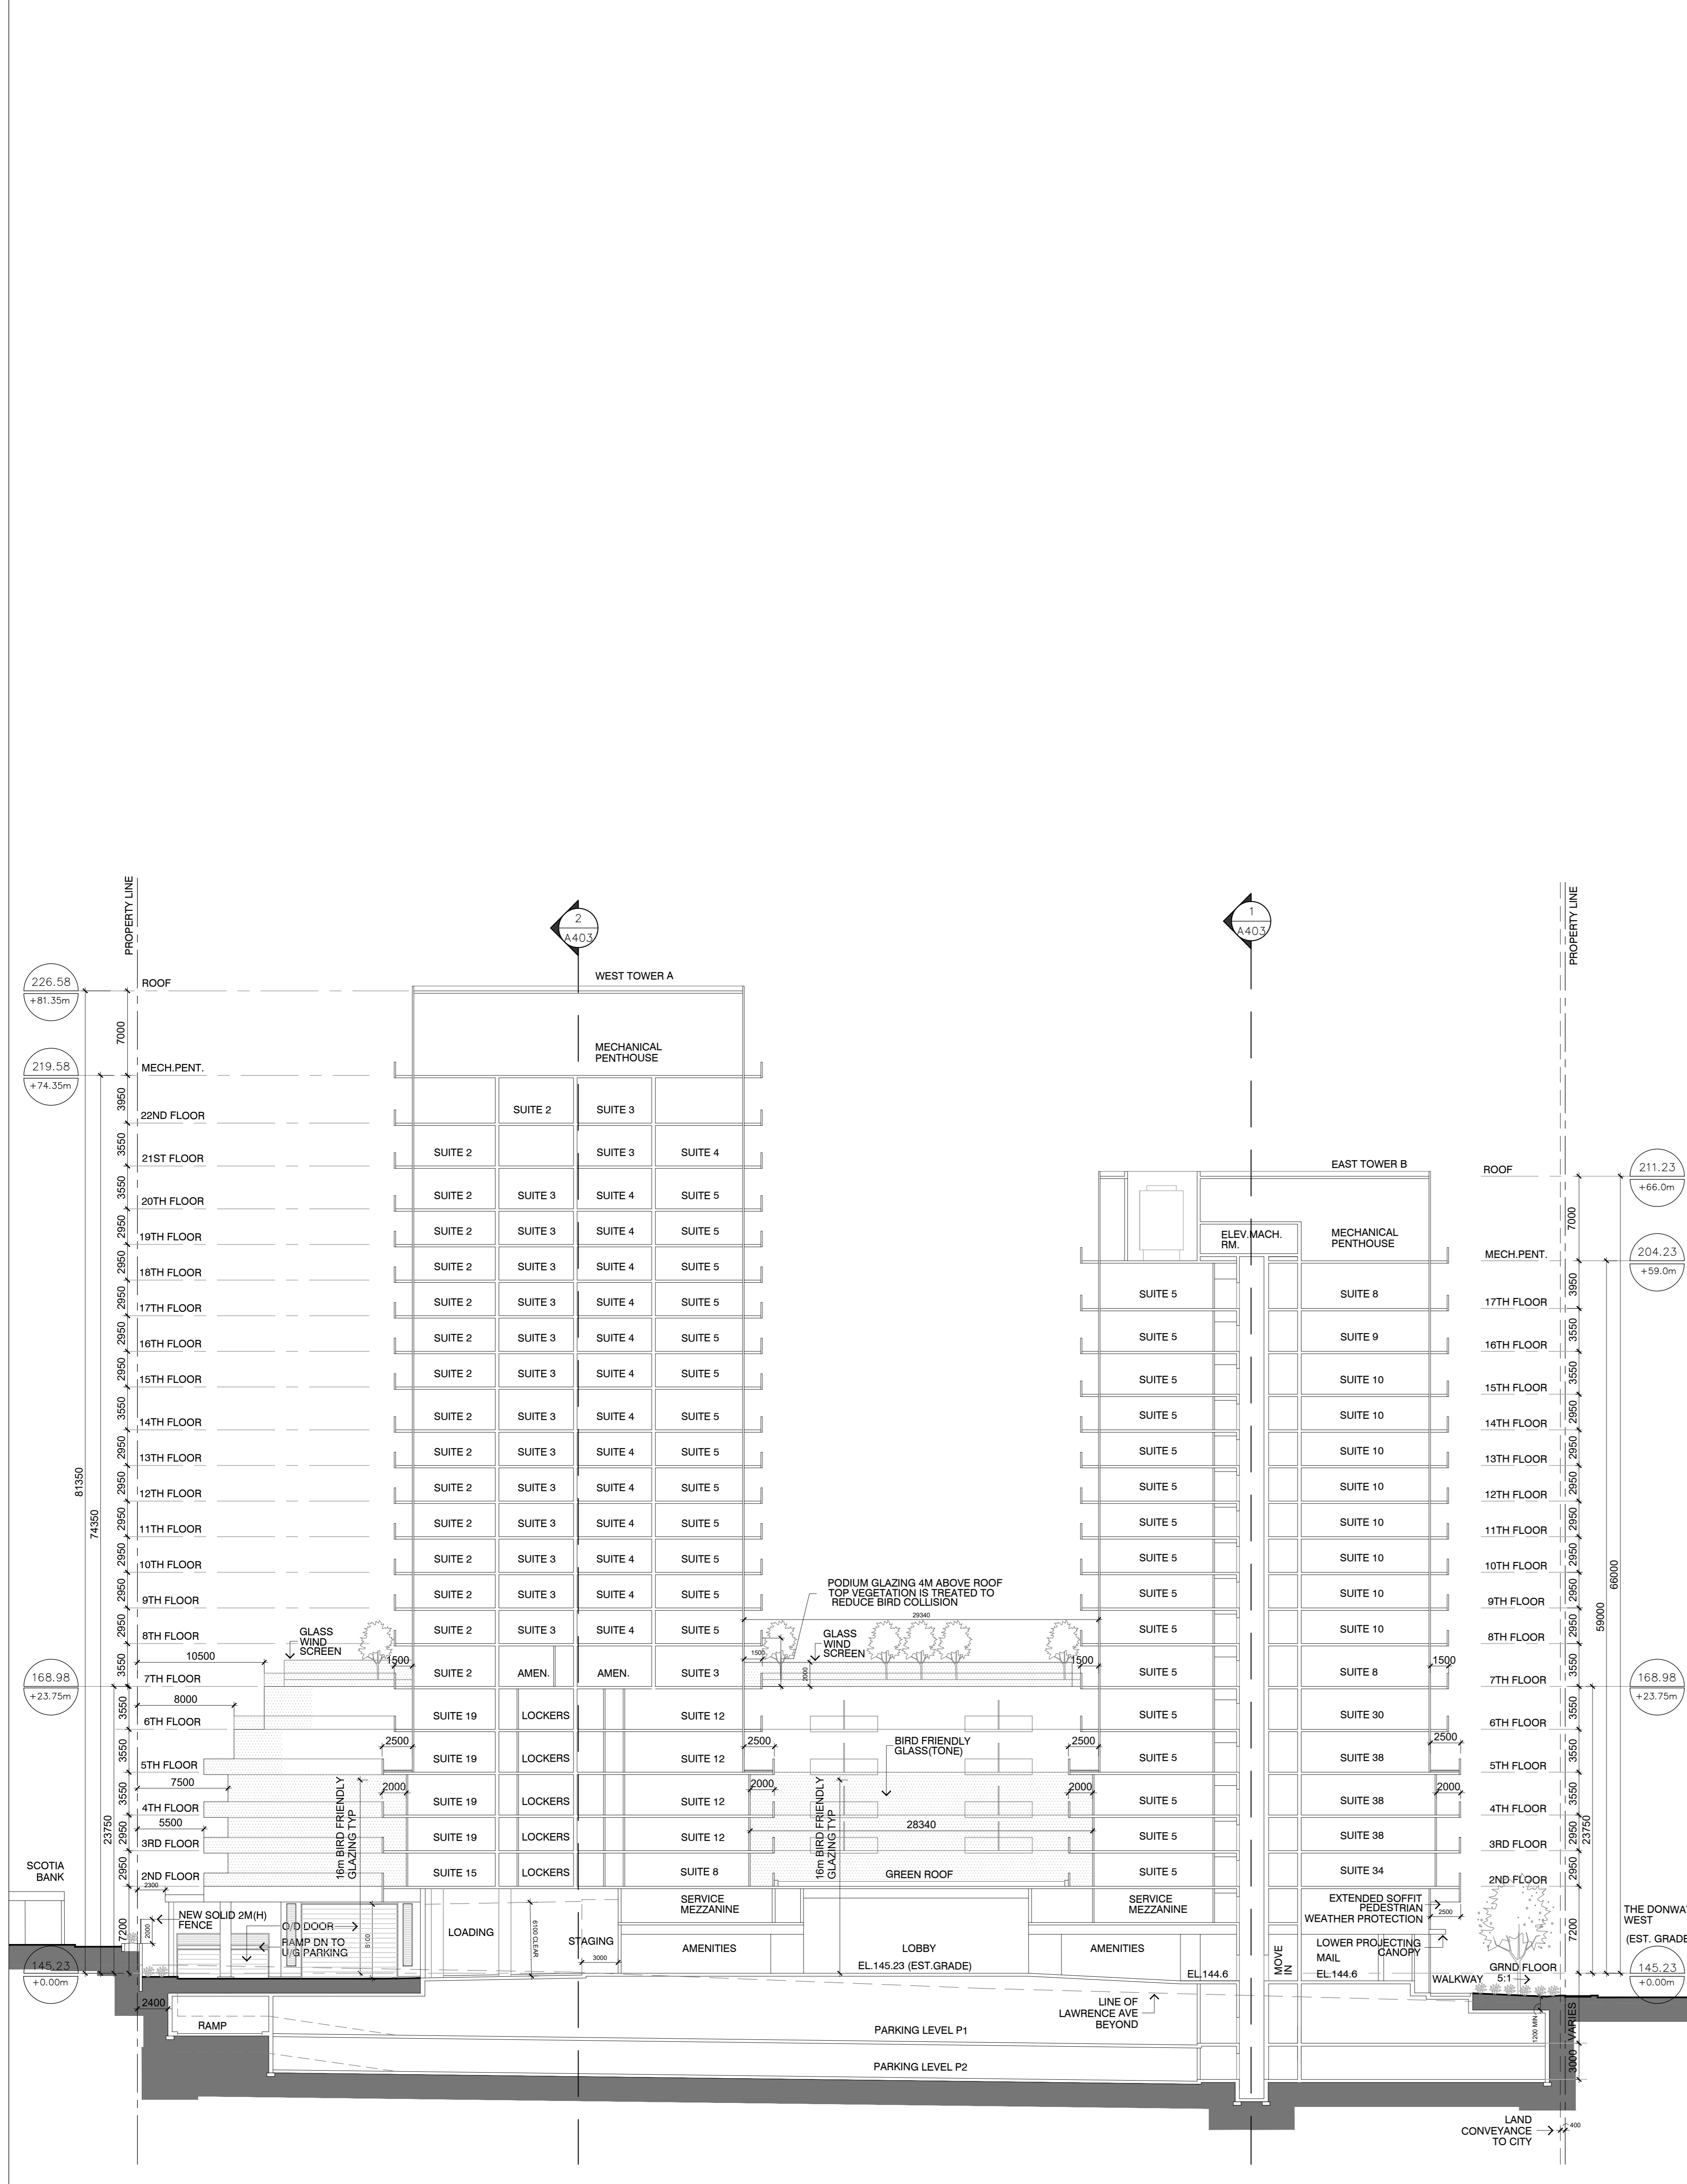 PROPERTY LINE
PROPERTY LINE
2
A403
1
A403
WEST TOWER A
226.58
+81.35m
ROOF
7000
MECHANICAL
PENTHOUSE
219.58
+74.35m
MECH.PENT.
3950
22ND FLOOR
SUITE 2
SUITE 3
3550
21ST FLOOR
SUITE 2
SUITE 3
SUITE 4
3550
20TH FLOOR
SUITE 2
SUITE 3
SUITE 4
SUITE 5
2950
19TH FLOOR
SUITE 2
SUITE 3
SUITE 4
SUITE 5
2950
18TH FLOOR
SUITE 2
SUITE 3
SUITE 4
SUITE 5
2950
17TH FLOOR
SUITE 2
SUITE 3
SUITE 4
SUITE 5
2950
16TH FLOOR
SUITE 2
SUITE 3
SUITE 4
SUITE 5
2950
15TH FLOOR
SUITE 2
SUITE 3
SUITE 4
SUITE 5
3550
14TH FLOOR
SUITE 2
SUITE 3
SUITE 4
SUITE 5
2950
13TH FLOOR
SUITE 2
SUITE 3
SUITE 4
SUITE 5
2950
12TH FLOOR
SUITE 2
SUITE 3
SUITE 4
SUITE 5
2950
11TH FLOOR
SUITE 2
SUITE 3
SUITE 4
SUITE 5
2950
10TH FLOOR
SUITE 2
SUITE 3
SUITE 4
SUITE 5
2950
9TH FLOOR
SUITE 2
SUITE 3
SUITE 4
SUITE 5
2950
8TH FLOOR
SUITE 2
SUITE 3
SUITE 4
SUITE 5
3550
7TH FLOOR
SUITE 2
AMEN.
AMEN.
SUITE 3
3550
6TH FLOOR
SUITE 19
LOCKERS
SUITE 12
3550
5TH FLOOR
SUITE 19
LOCKERS
SUITE 12
3550
4TH FLOOR
SUITE 19
LOCKERS
SUITE 12
2950
3RD FLOOR
SUITE 19
LOCKERS
SUITE 12
2950
2ND FLOOR
SUITE 15
LOCKERS
SUITE 8
7200
81350
74350
23750
168.98
+23.75m
145.23
+0.00m
GLASS
WIND
SCREEN
10500
8000
7500
5500
2300
1500
2500
2000
16m BIRD FRIENDLY
GLAZING TYP
SCOTIA
BANK
NEW SOLID 2M(H)
FENCE
2000
O/D DOOR
RAMP DN TO
U/G PARKING
LOADING
6100 CLEAR
STAGING
3000
2400
RAMP
PODIUM GLAZING 4M ABOVE ROOF
TOP VEGETATION IS TREATED TO
REDUCE BIRD COLLISION
29340
GLASS
WIND
SCREEN
1500
2000
1500
BIRD FRIENDLY
GLASS(TONE)
2500
2500
2000
2000
16m BIRD FRIENDLY
GLAZING TYP
28340
GREEN ROOF
SERVICE
MEZZANINE
SERVICE
MEZZANINE
AMENITIES
LOBBY
AMENITIES
EL.145.23 (EST.GRADE)
EL.144.6
LINE OF
LAWRENCE AVE
BEYOND
PARKING LEVEL P1
PARKING LEVEL P2
EAST TOWER B
ROOF
211.23
+66.0m
7000
ELEV.MACH.
RM.
MECHANICAL
PENTHOUSE
MECH.PENT.
204.23
+59.0m
3950
SUITE 5
SUITE 8
17TH FLOOR
3550
SUITE 5
SUITE 9
16TH FLOOR
3550
SUITE 5
SUITE 10
15TH FLOOR
2950
SUITE 5
SUITE 10
14TH FLOOR
2950
SUITE 5
SUITE 10
13TH FLOOR
2950
SUITE 5
SUITE 10
12TH FLOOR
2950
SUITE 5
SUITE 10
11TH FLOOR
2950
SUITE 5
SUITE 10
10TH FLOOR
2950
SUITE 5
SUITE 10
9TH FLOOR
2950
SUITE 5
SUITE 10
8TH FLOOR
3550
SUITE 5
SUITE 8
1500
7TH FLOOR
3550
SUITE 5
SUITE 30
6TH FLOOR
2500
3550
SUITE 5
SUITE 38
5TH FLOOR
2000
3550
SUITE 5
SUITE 38
4TH FLOOR
2950
SUITE 5
SUITE 38
3RD FLOOR
2950
SUITE 5
SUITE 34
2ND FLOOR
7200
66000
59000
23750
168.98
+23.75m
EXTENDED SOFFIT
PEDESTRIAN
WEATHER PROTECTION
2500
LOWER PROJECTING
CANOPY
MOVE
IN
MAIL
EL.144.6
GRND FLOOR
WALKWAY
5:1
THE DONWA
WEST
(EST. GRADE
145.23
+0.00m
1200 MIN
VARIES
3000
LAND
CONVEYANCE
TO CITY
400